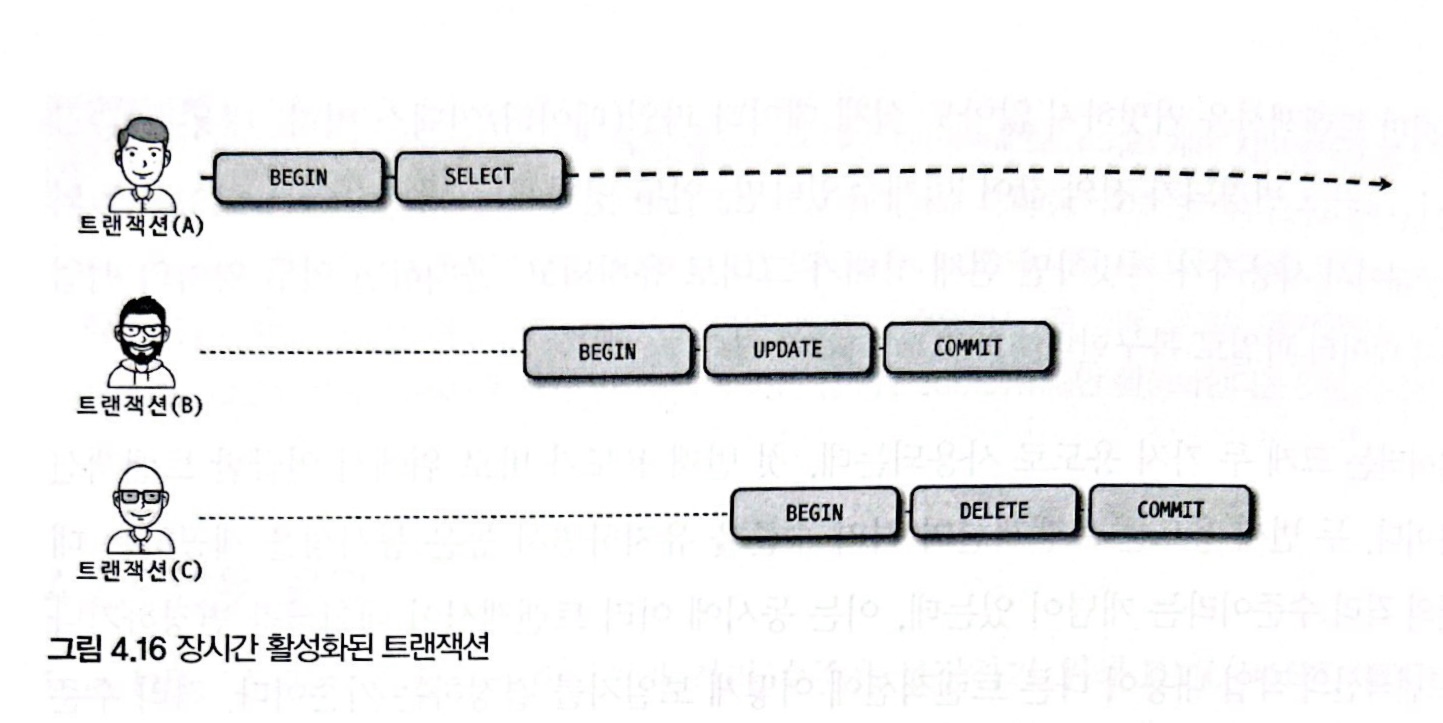 BEGIN SELECT
트랜잭션(A)
BEGIN UPDATE COMMIT
트랜잭션(B)
BEGIN DELETE COMMIT
트랜잭션(C)
그림 4.16 장시간 활성화된 트랜잭션